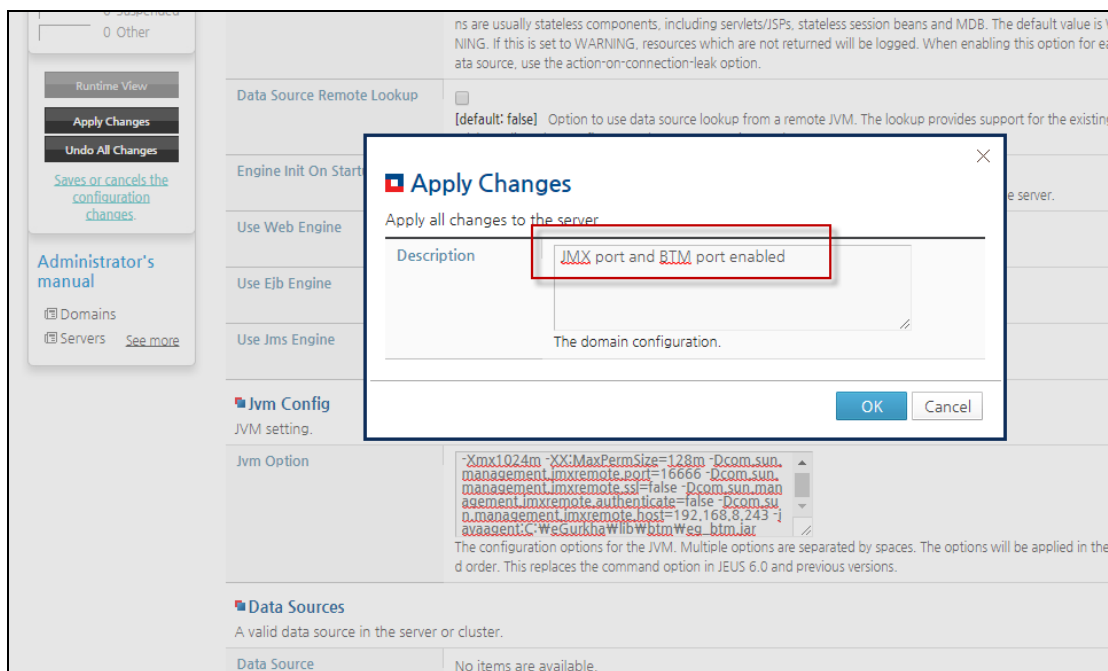 0 Suspended
0 Other
Runtime View
Apply Changes
Undo All Changes
Saves or cancels the
configuration
changes.
Administrator's
manual
Domains
Servers See more
ns are usually stateless components, including servlets/JSPs, stateless session beans and MDB. The default value is
NING. If this is set to WARNING, resources which are not returned will be logged. When enabling this option for
ata source, use the action-on-connection-leak option.
Data Source Remote Lookup
[default: false] Option to use data source lookup from a remote JVM. The lookup provides support for the existing
Engine Init On
e server.
Use Web Engine
Use Ejb Engine
Use Jms Engine
Apply Changes
Apply all changes to the server
Description
JMX port and BTM port enabled
The domain configuration.
OK Cancel
Jvm Config
JVM setting.
Jvm Option
-Xmx1024m -XX:MaxPermSize=128m -Dcom.sun.
management.jmxremote.port=16666 -Dcom.sun.
management.jmxremote.ssl=false -Dcom.sun.man
agement.jmxremote.authenticate=false -Dcom.su
n.management.jmxremote.host=192.168.8.243 -j
avaagent:C:₩eGurkha₩lib₩btm₩eg_btm.jar
The configuration options for the JVM. Multiple options are separated by spaces. The options will be applied in the
d order. This replaces the command option in JEUS 6.0 and previous versions.
Data Sources
A valid data source in the server or cluster.
Data Source
No items are available.